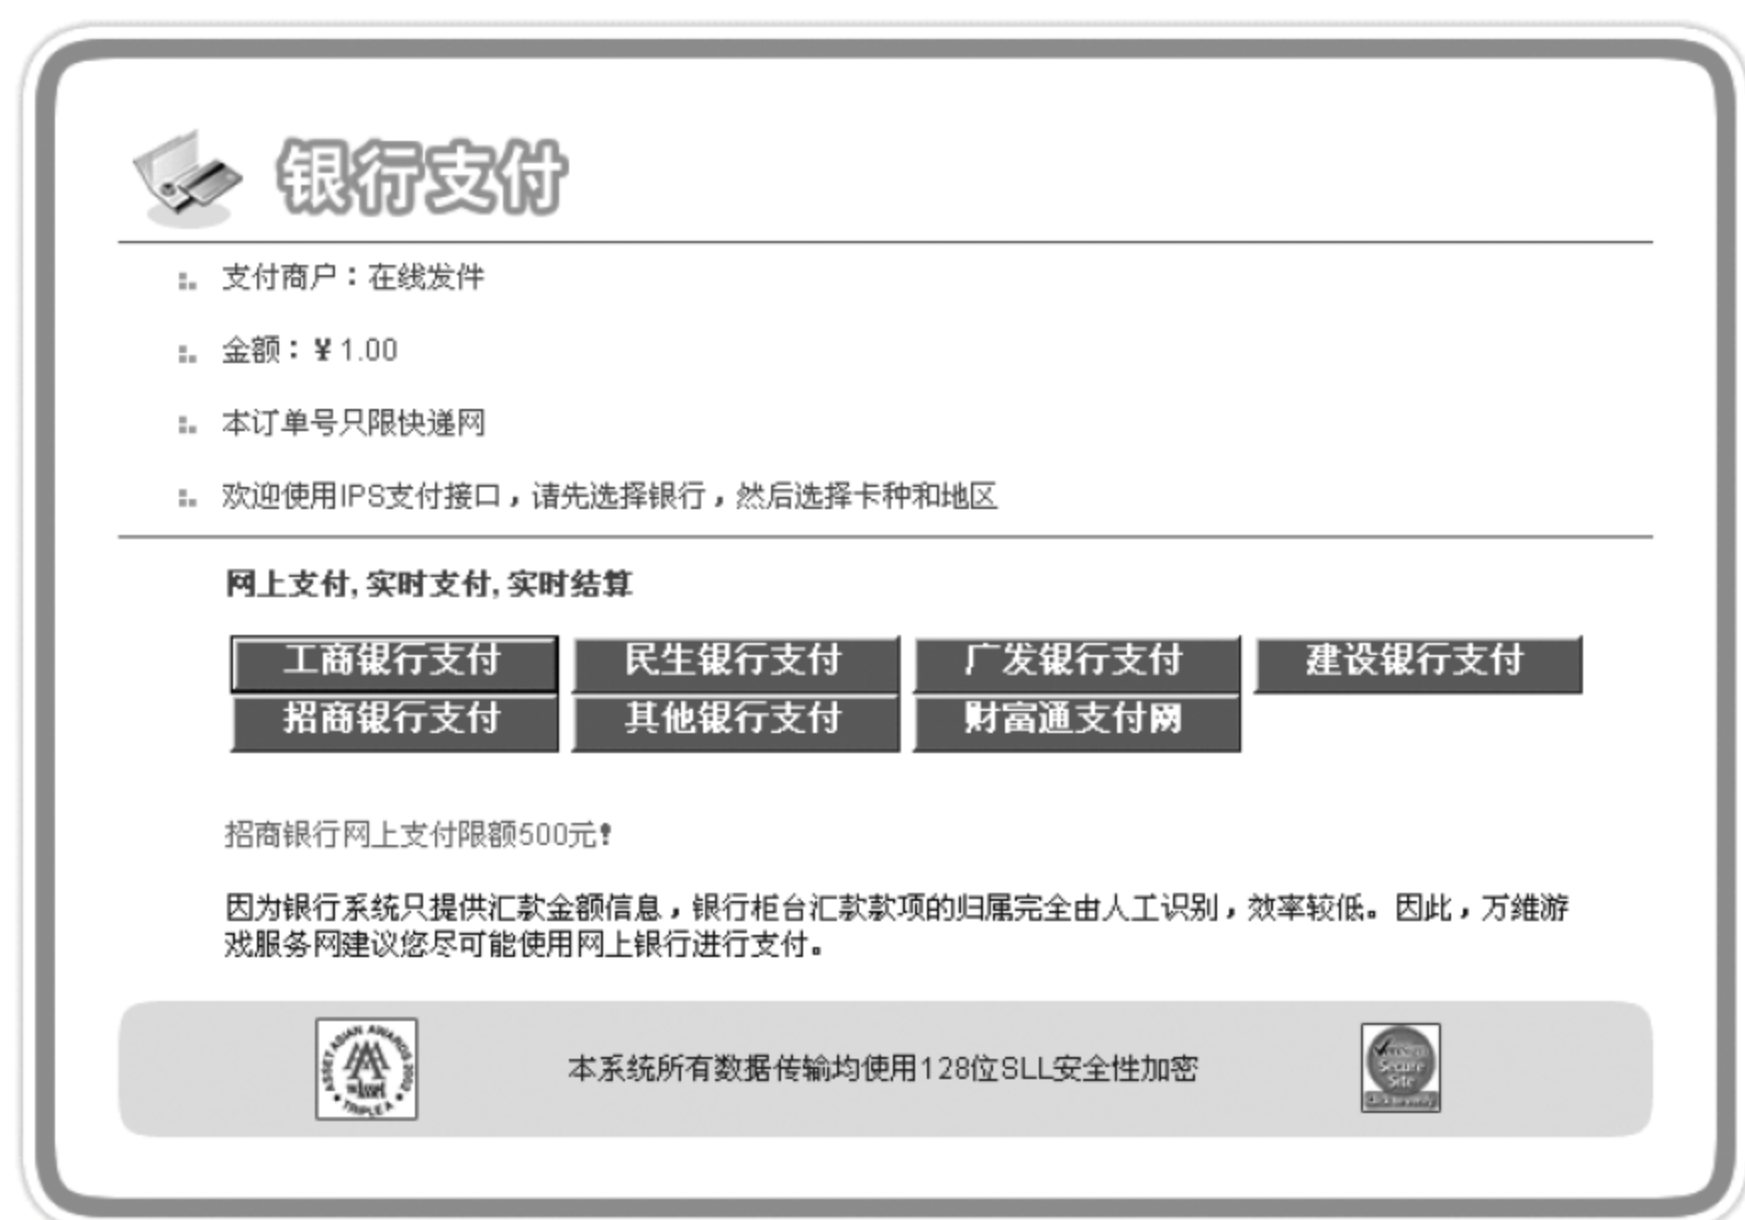 银行支付
支付商户：在线发件
金额：¥ 1.00
本订单号只限快递网
欢迎使用IPS支付接口，请先选择银行，然后选择卡种和地区
网上支付, 实时支付, 实时结算
工商银行支付 民生银行支付 广发银行支付 建设银行支付
招商银行支付 其他银行支付 财富通支付网
招商银行网上支付限额500元！
因为银行系统只提供汇款金额信息，银行柜台汇款款项的归属完全由人工识别，效率较低。因此，万維游
戏服务网建议您尽可能使用网上银行进行支付。
ASSET ASIAN AWARDS 2002
TRIPLE A
本系统所有数据传输均使用128位SLL安全性加密
Secure
Site